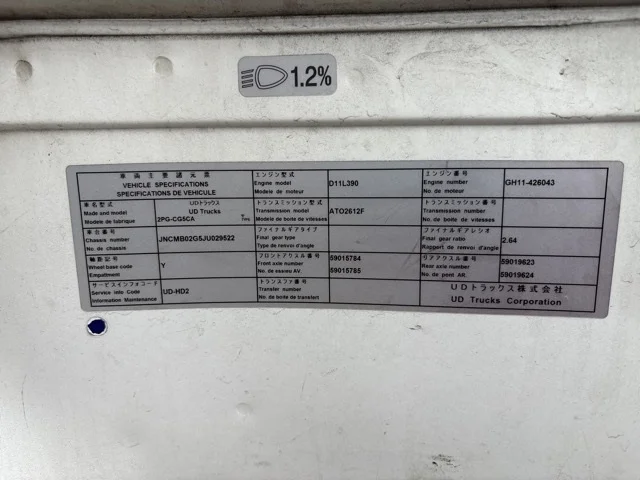 1.2%
車両主要諸元表
VEHICLE SPECIFICATIONS
SPECIFICATIONS DE VEHICULE
エンジン型式
Engine model
Modele de moteur
D11L390
エンジン番号
Engine number
No. de moteur
GH11-426043
車名型式
Made and model
Modele de fabrique
UDトラックス
UD Trucks
2PG-CG5CA
トランスミッション型式
Transmission model
Modele de boite de vitesses
ATO2612F
トランスミッション番号
Transmission number
No. de boite de vitesses
車台番号
Chassis number
No. de chassis
JNCMB02G5JU029522
ファイナルギアタイプ
Final gear type
Type de renvoi d'angle
ファイナルギアレシオ
Final gear ratio
Rapport de renvoi d'angle
2.64
軸距記号
Wheel base code
Empattement
Y
フロントアクスル番号
Front axle number
No. de essieu AV.
59015784
59015785
リアアクスル番号
Rear axle number
No. de pont AR.
59019623
59019624
サービスインフォコード
Service info Code
Information Maintenance
UD-HD2
トランスファ番号
Transfer number
No de boite de transfert
UDトラックス株式会社
UD Trucks Corporation